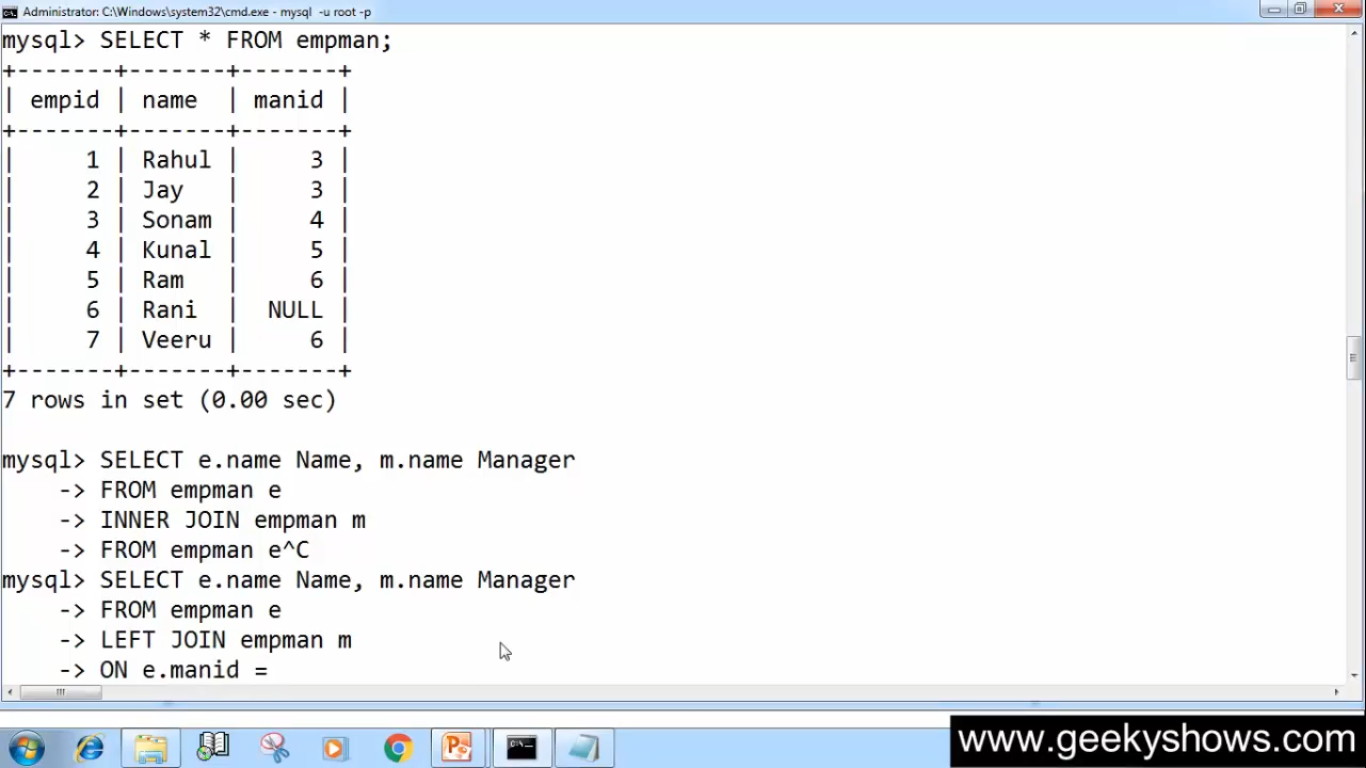 Administrator: C:\Windows\system32\cmd.exe - mysql -u root -p
mysql> SELECT * FROM empman;
+-------+-------+-------+
| empid | name  | manid |
+-------+-------+-------+
|     1 | Rahul |     3 |
|     2 | Jay   |     3 |
|     3 | Sonam |     4 |
|     4 | Kunal |     5 |
|     5 | Ram   |     6 |
|     6 | Rani  |  NULL |
|     7 | Veeru |     6 |
+-------+-------+-------+
7 rows in set (0.00 sec)
mysql> SELECT e.name Name, m.name Manager
    -> FROM empman e
    -> INNER JOIN empman m
    -> FROM empman e^C
mysql> SELECT e.name Name, m.name Manager
    -> FROM empman e
    -> LEFT JOIN empman m
    -> ON e.manid =
www.geekyshows.com